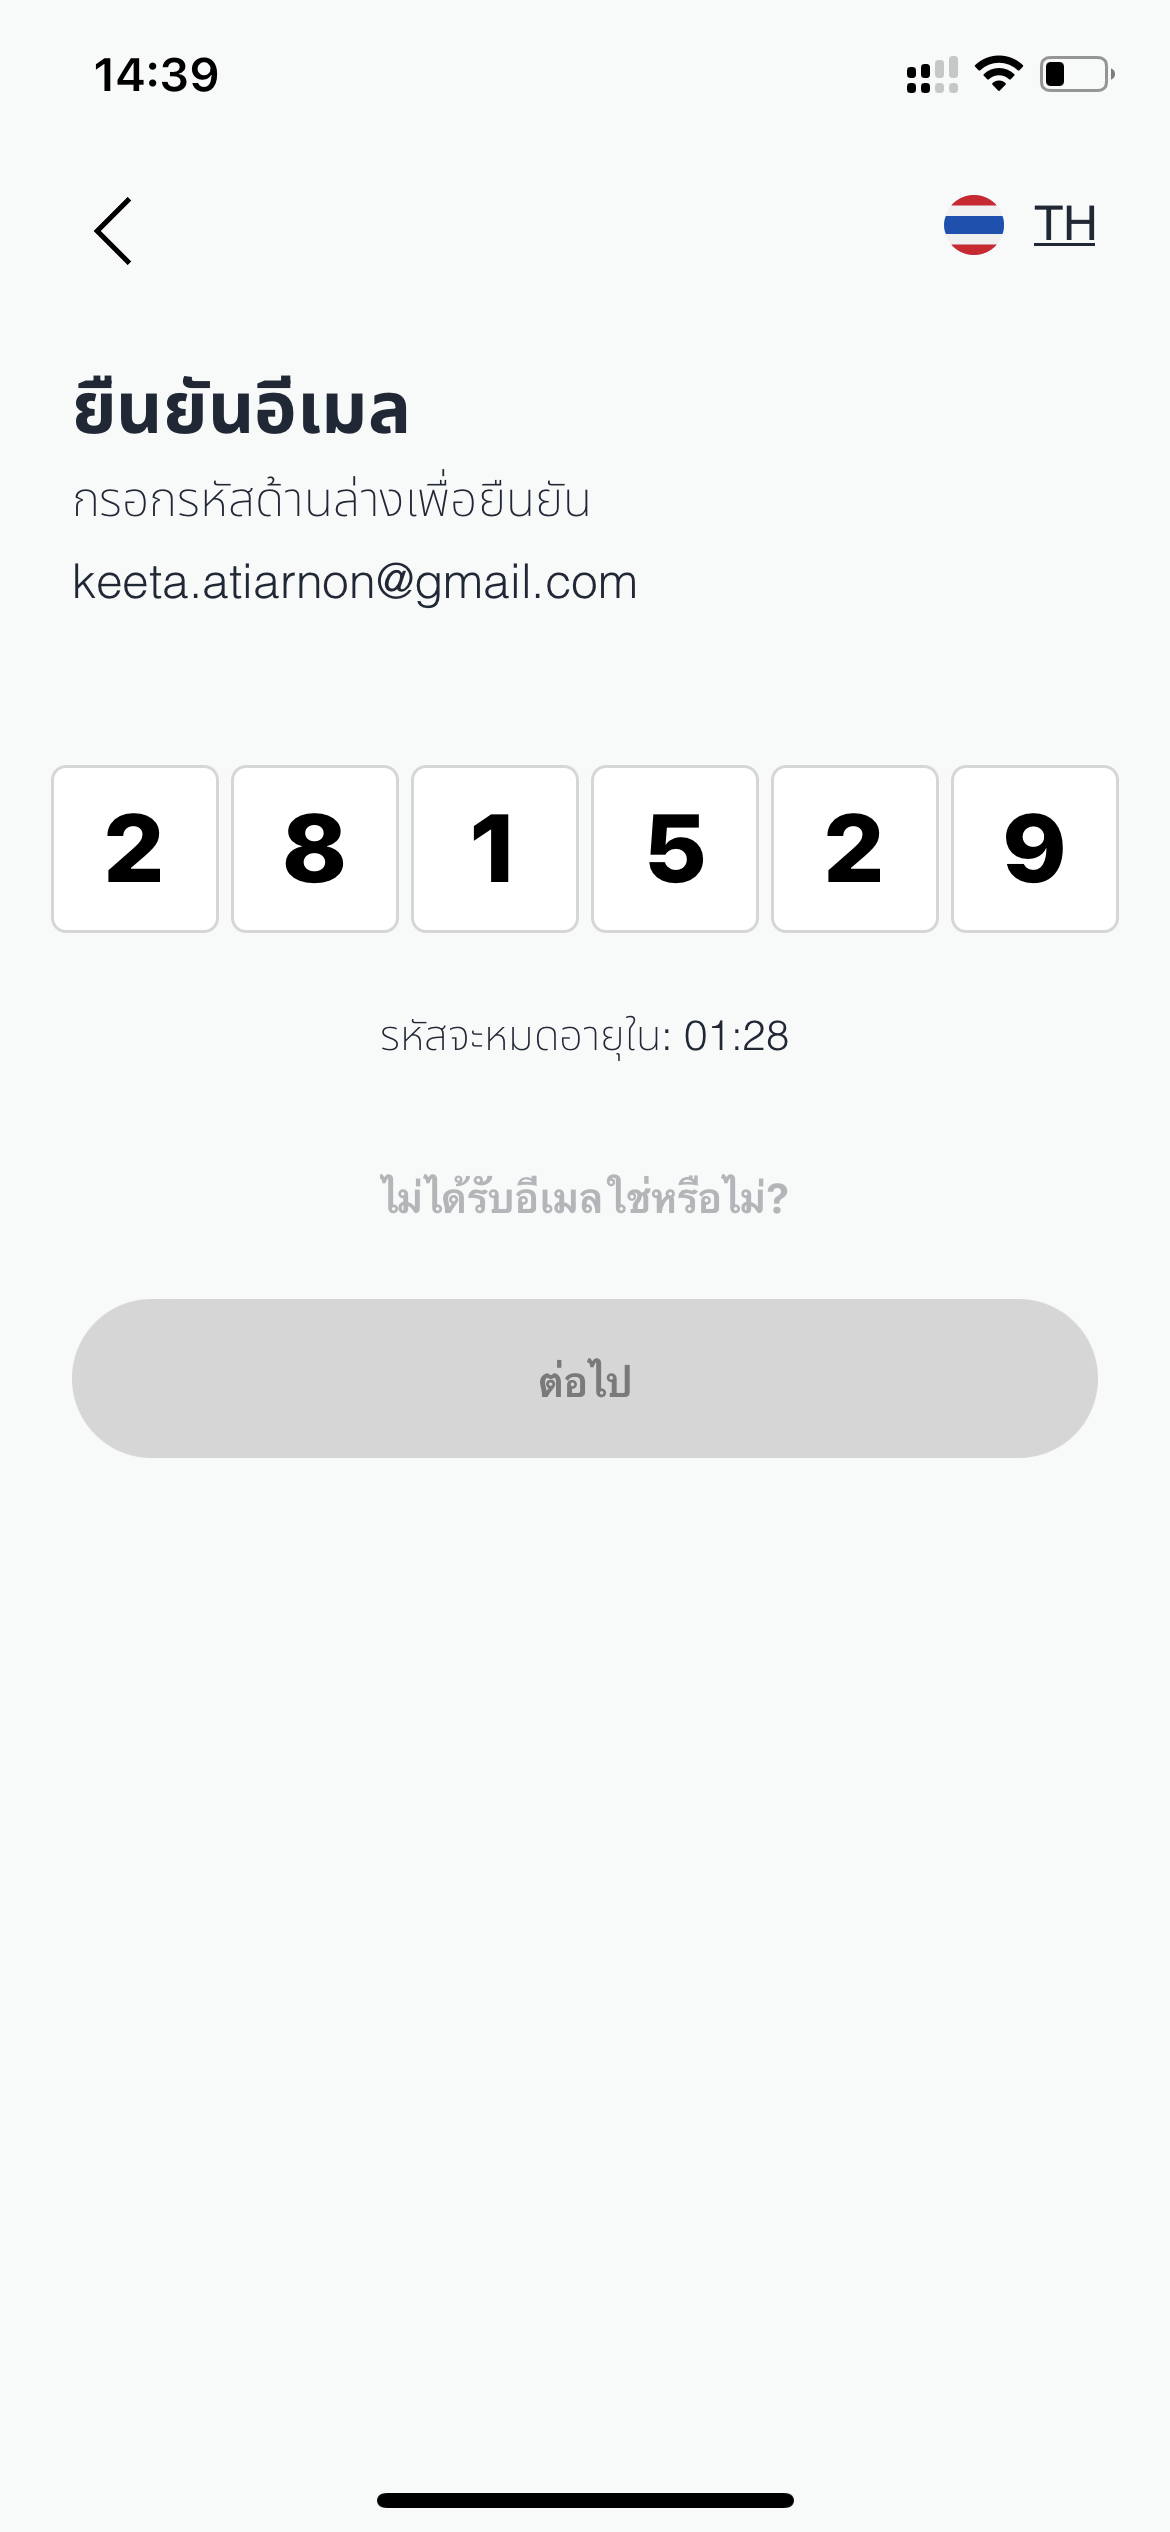 14:39
TH
ยืนยันอีเมล
กรอกรหัสด้านล่างเพื่อยืนยัน
keeta.atiarnon@gmail.com
2 8 1 5 2 9
รหัสจะหมดอายุใน: 01:28
ไม่ได้รับอีเมล ใช่หรือไม่?
ต่อไป